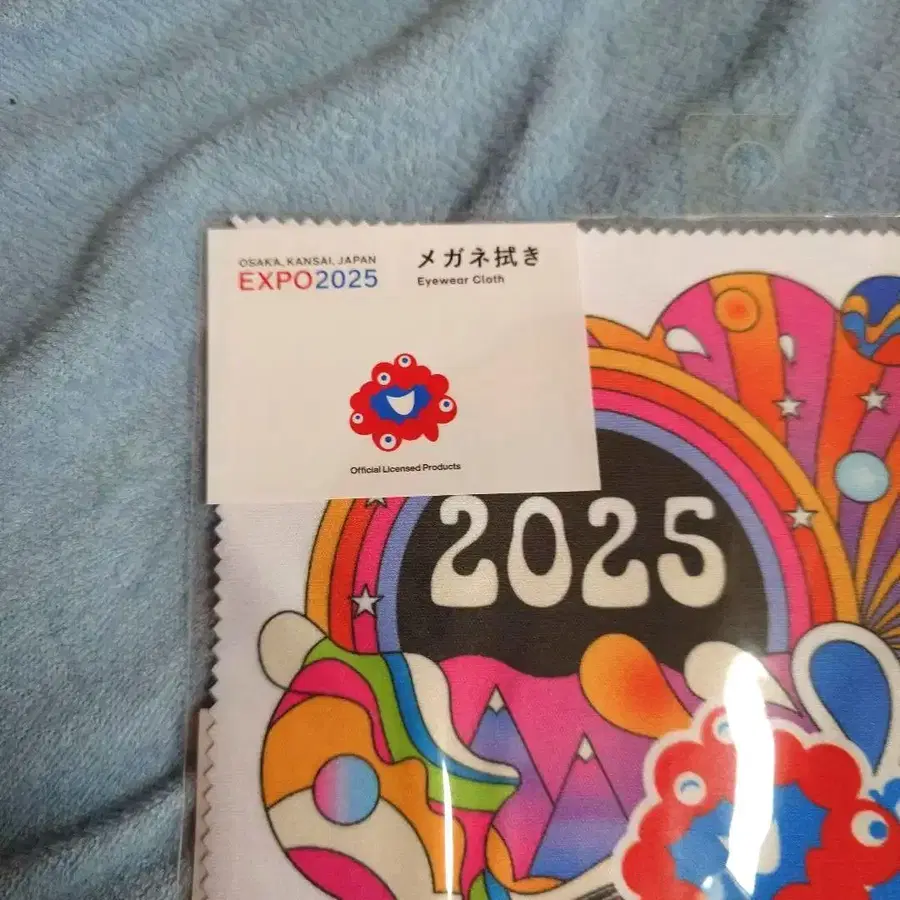 OSAKA, KANSAI, JAPAN
EXPO2025
メガネ拭き
Eyewear Cloth
Official Licensed Products
2025